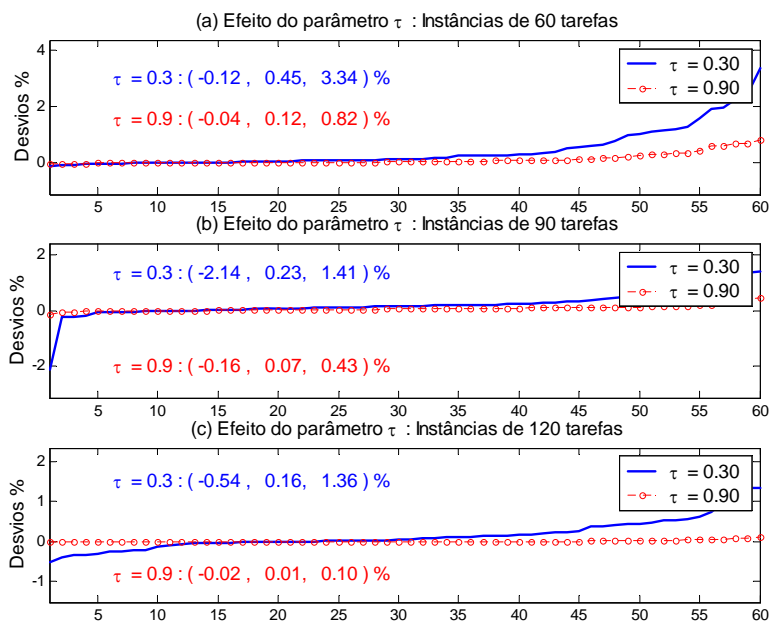 (a) Efeito do parâmetro τ : Instâncias de 60 tarefas
Desvios %
4
2
0
τ = 0.3 : ( -0.12 , 0.45, 3.34 ) %
τ = 0.9 : ( -0.04 , 0.12, 0.82 ) %
τ = 0.30
τ = 0.90
5 10 15 20 25 30 35 40 45 50 55 60
(b) Efeito do parâmetro τ : Instâncias de 90 tarefas
Desvios %
2
0
-2
τ = 0.3 : ( -2.14 , 0.23, 1.41 ) %
τ = 0.9 : ( -0.16 , 0.07, 0.43 ) %
τ = 0.30
τ = 0.90
5 10 15 20 25 30 35 40 45 50 55 60
(c) Efeito do parâmetro τ : Instâncias de 120 tarefas
Desvios %
2
1
0
-1
τ = 0.3 : ( -0.54 , 0.16, 1.36 ) %
τ = 0.9 : ( -0.02 , 0.01, 0.10 ) %
τ = 0.30
τ = 0.90
5 10 15 20 25 30 35 40 45 50 55 60